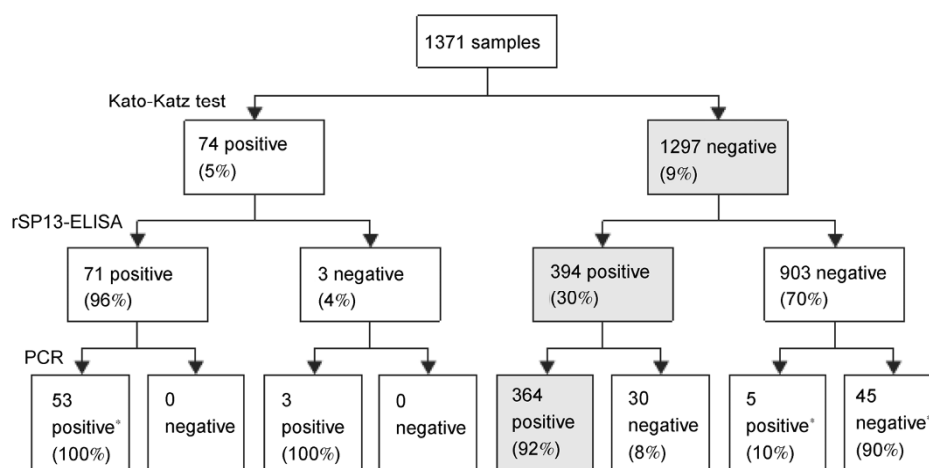 1371 samples
Kato-Katz test
74 positive
(5%)
1297 negative
(9%)
rSP13-ELISA
71 positive
(96%)
3 negative
(4%)
394 positive
(30%)
903 negative
(70%)
PCR
53
positive*
(100%)
0
negative
3
positive
(100%)
0
negative
364
positive
(92%)
30
negative
(8%)
5
positive*
(10%)
45
negative*
(90%)